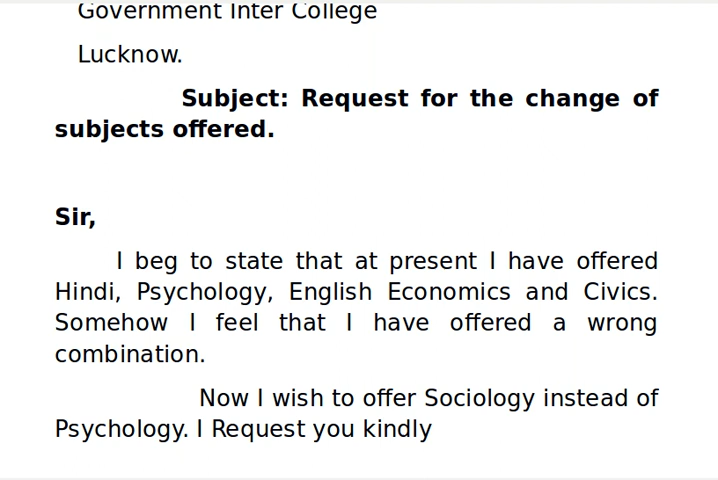 Government Inter College
Lucknow.
Subject: Request for the change of
subjects offered.
Sir,
I beg to state that at present I have offered
Hindi, Psychology, English Economics and Civics.
Somehow I feel that I have offered a wrong
combination.
Now I wish to offer Sociology instead of
Psychology. I Request you kindly